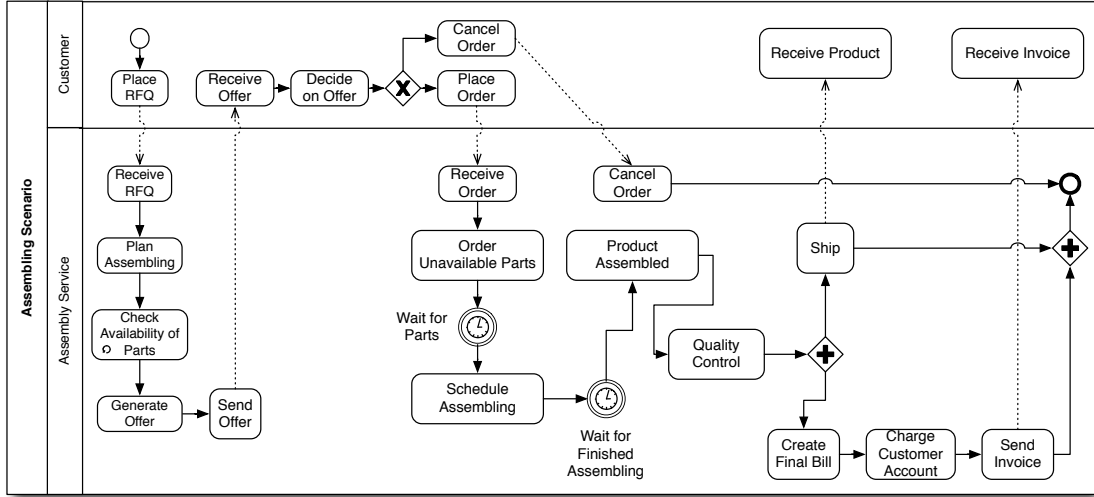 Assembling Scenario
Customer
Place
RFQ
Receive
Offer
Decide
on Offer
X
Cancel
Order
Place
Order
Receive Product
Receive Invoice
Assembly Service
Receive
RFQ
Plan
Assembling
Check
Availability of
Parts
Generate
Offer
Send
Offer
Receive
Order
Order
Unavailable Parts
Wait for
Parts
Schedule
Assembling
Cancel
Order
Product
Assembled
Wait for
Finished
Assembling
Quality
Control
Ship
Create
Final Bill
Charge
Customer
Account
Send
Invoice